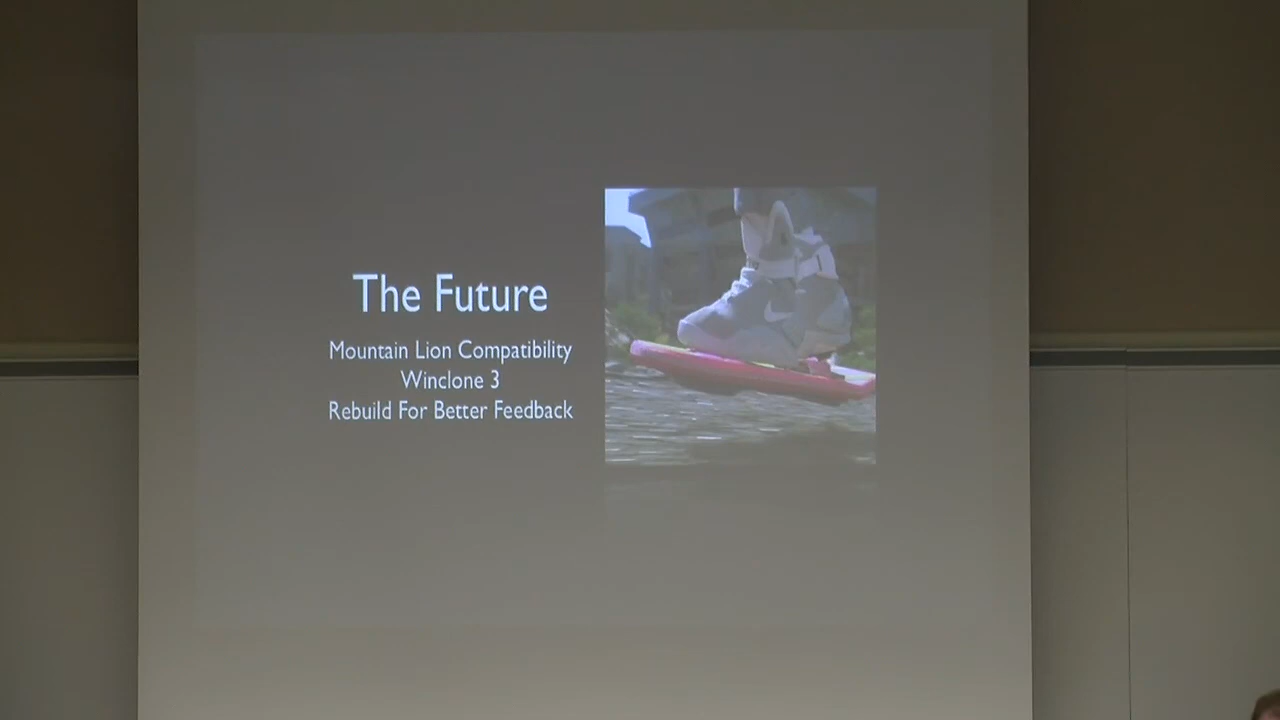 The Future
Mountain Lion Compatibility
Winclone 3
Rebuild For Better Feedback